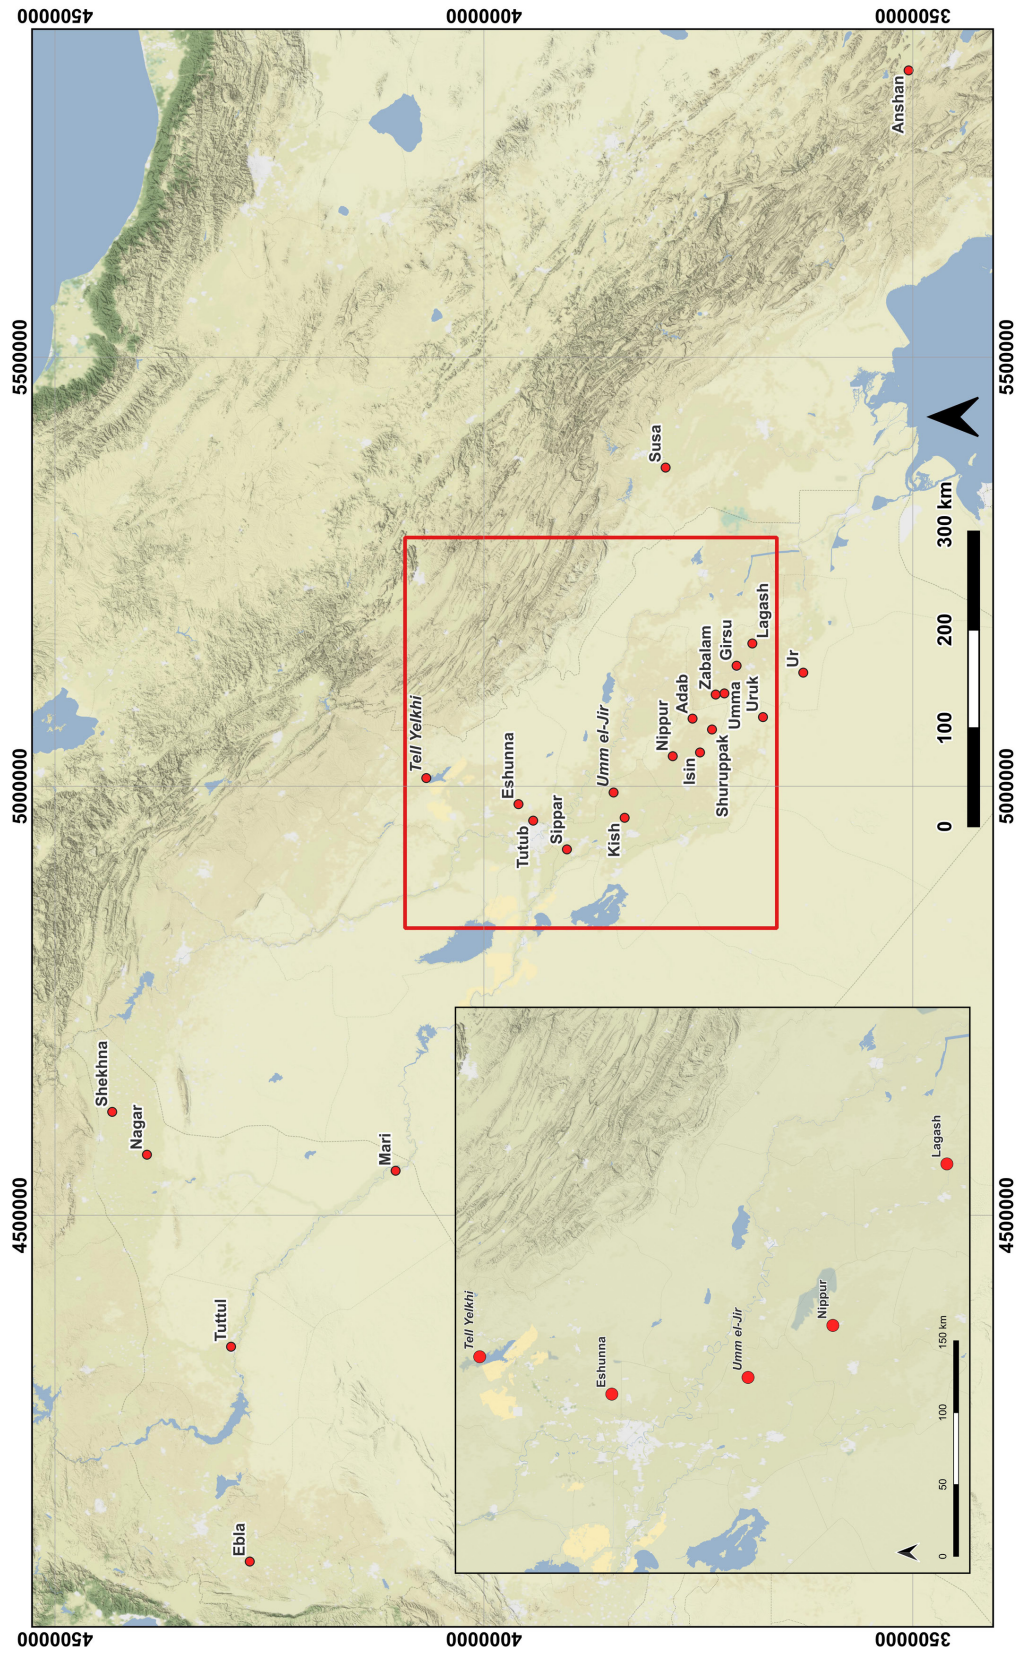 4500000
5000000
5500000
4500000
4500000
4000000
4000000
3500000
3500000
Shekhna
Nagar
Tuttul
Ebla
Mari
Tell Yelkhi
Eshunna
Tutub
Sippar
Umm el-Jir
Kish
Nippur
Adab
Isin
Zabalam
Girsu
Shuruppak
Umma
Uruk
Lagash
Ur
Susa
Anshan
0 100 200 300 km
Tell Yelkhi
Eshunna
Umm el-Jir
Nippur
Lagash
0 50 100 150 km
4500000
5000000
5500000